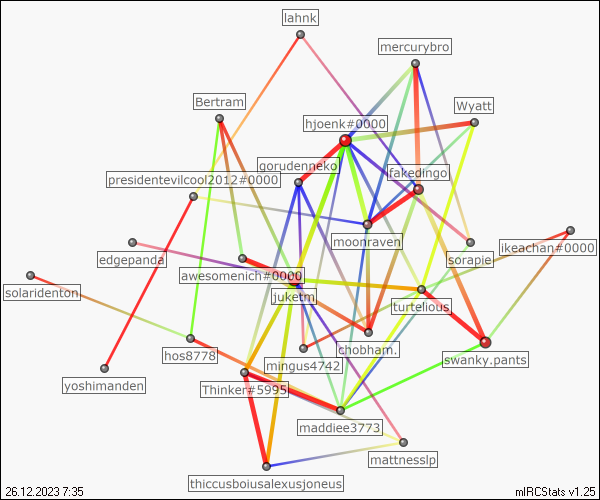 lahnk
mercurybro
Bertram
Wyatt
hjoenk#0000
gorudenneko
fakedingo
presidentevilcool2012#0000
moonraven
ikeachan#0000
edgepanda
sorapie
awesomenich#0000
solaridenton
juketm
turtelious
hos8778
chobham.
mingus4742
swanky.pants
yoshimanden
Thinker#5995
maddiee3773
mattnesslp
thiccusboiusalexusjoneus
26.12.2023 7:35
mIRCStats v1.25